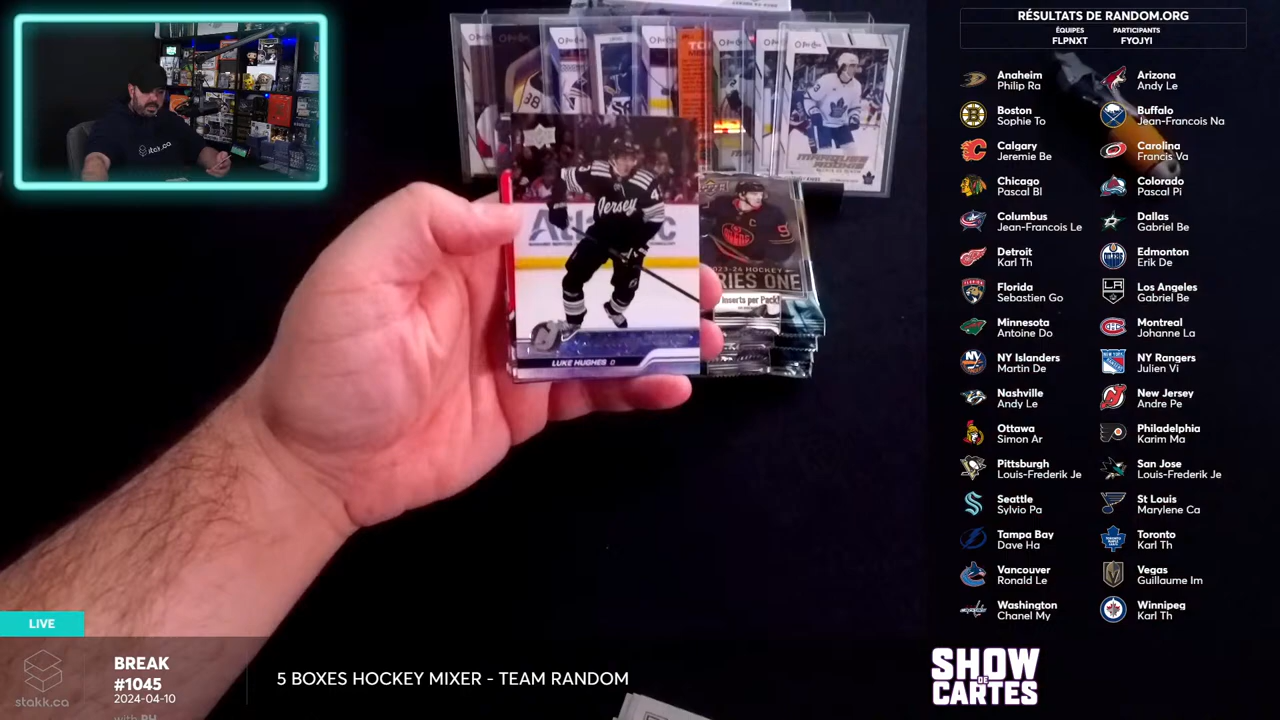 RÉSULTATS DE RANDOM.ORG
ÉQUIPES
FLPNXT
PARTICIPANTS
FYOJYI
Anaheim
Philip Ra
Arizona
Andy Le
Boston
Sophie To
Buffalo
Jean-Francois Na
Calgary
Jeremie Be
Carolina
Francis Va
Chicago
Pascal Bl
Colorado
Pascal Pi
Columbus
Jean-Francois Le
Dallas
Gabriel Be
Detroit
Karl Th
Edmonton
Erik De
Florida
Sebastien Go
Los Angeles
Gabriel Be
Minnesota
Antoine Do
Montreal
Johanne La
NY Islanders
Martin De
NY Rangers
Julien Vi
Nashville
Andy Le
New Jersey
Andre Pe
Ottawa
Simon Ar
Philadelphia
Karim Ma
Pittsburgh
Louis-Frederik Je
San Jose
Louis-Frederik Je
Seattle
Sylvio Pa
St Louis
Marylene Ca
Tampa Bay
Dave Ha
Toronto
Karl Th
Vancouver
Ronald Le
Vegas
Guillaume Im
Washington
Chanel My
Winnipeg
Karl Th
stakk.ca
Jersey
LUKE HUGHES D
2023-24 HOCKEY
SERIES ONE
Inserts per Pack!
LIVE
stakk.ca
BREAK
#1045
2024-04-10
with PH
5 BOXES HOCKEY MIXER - TEAM RANDOM
SHOW
DE
CARTES